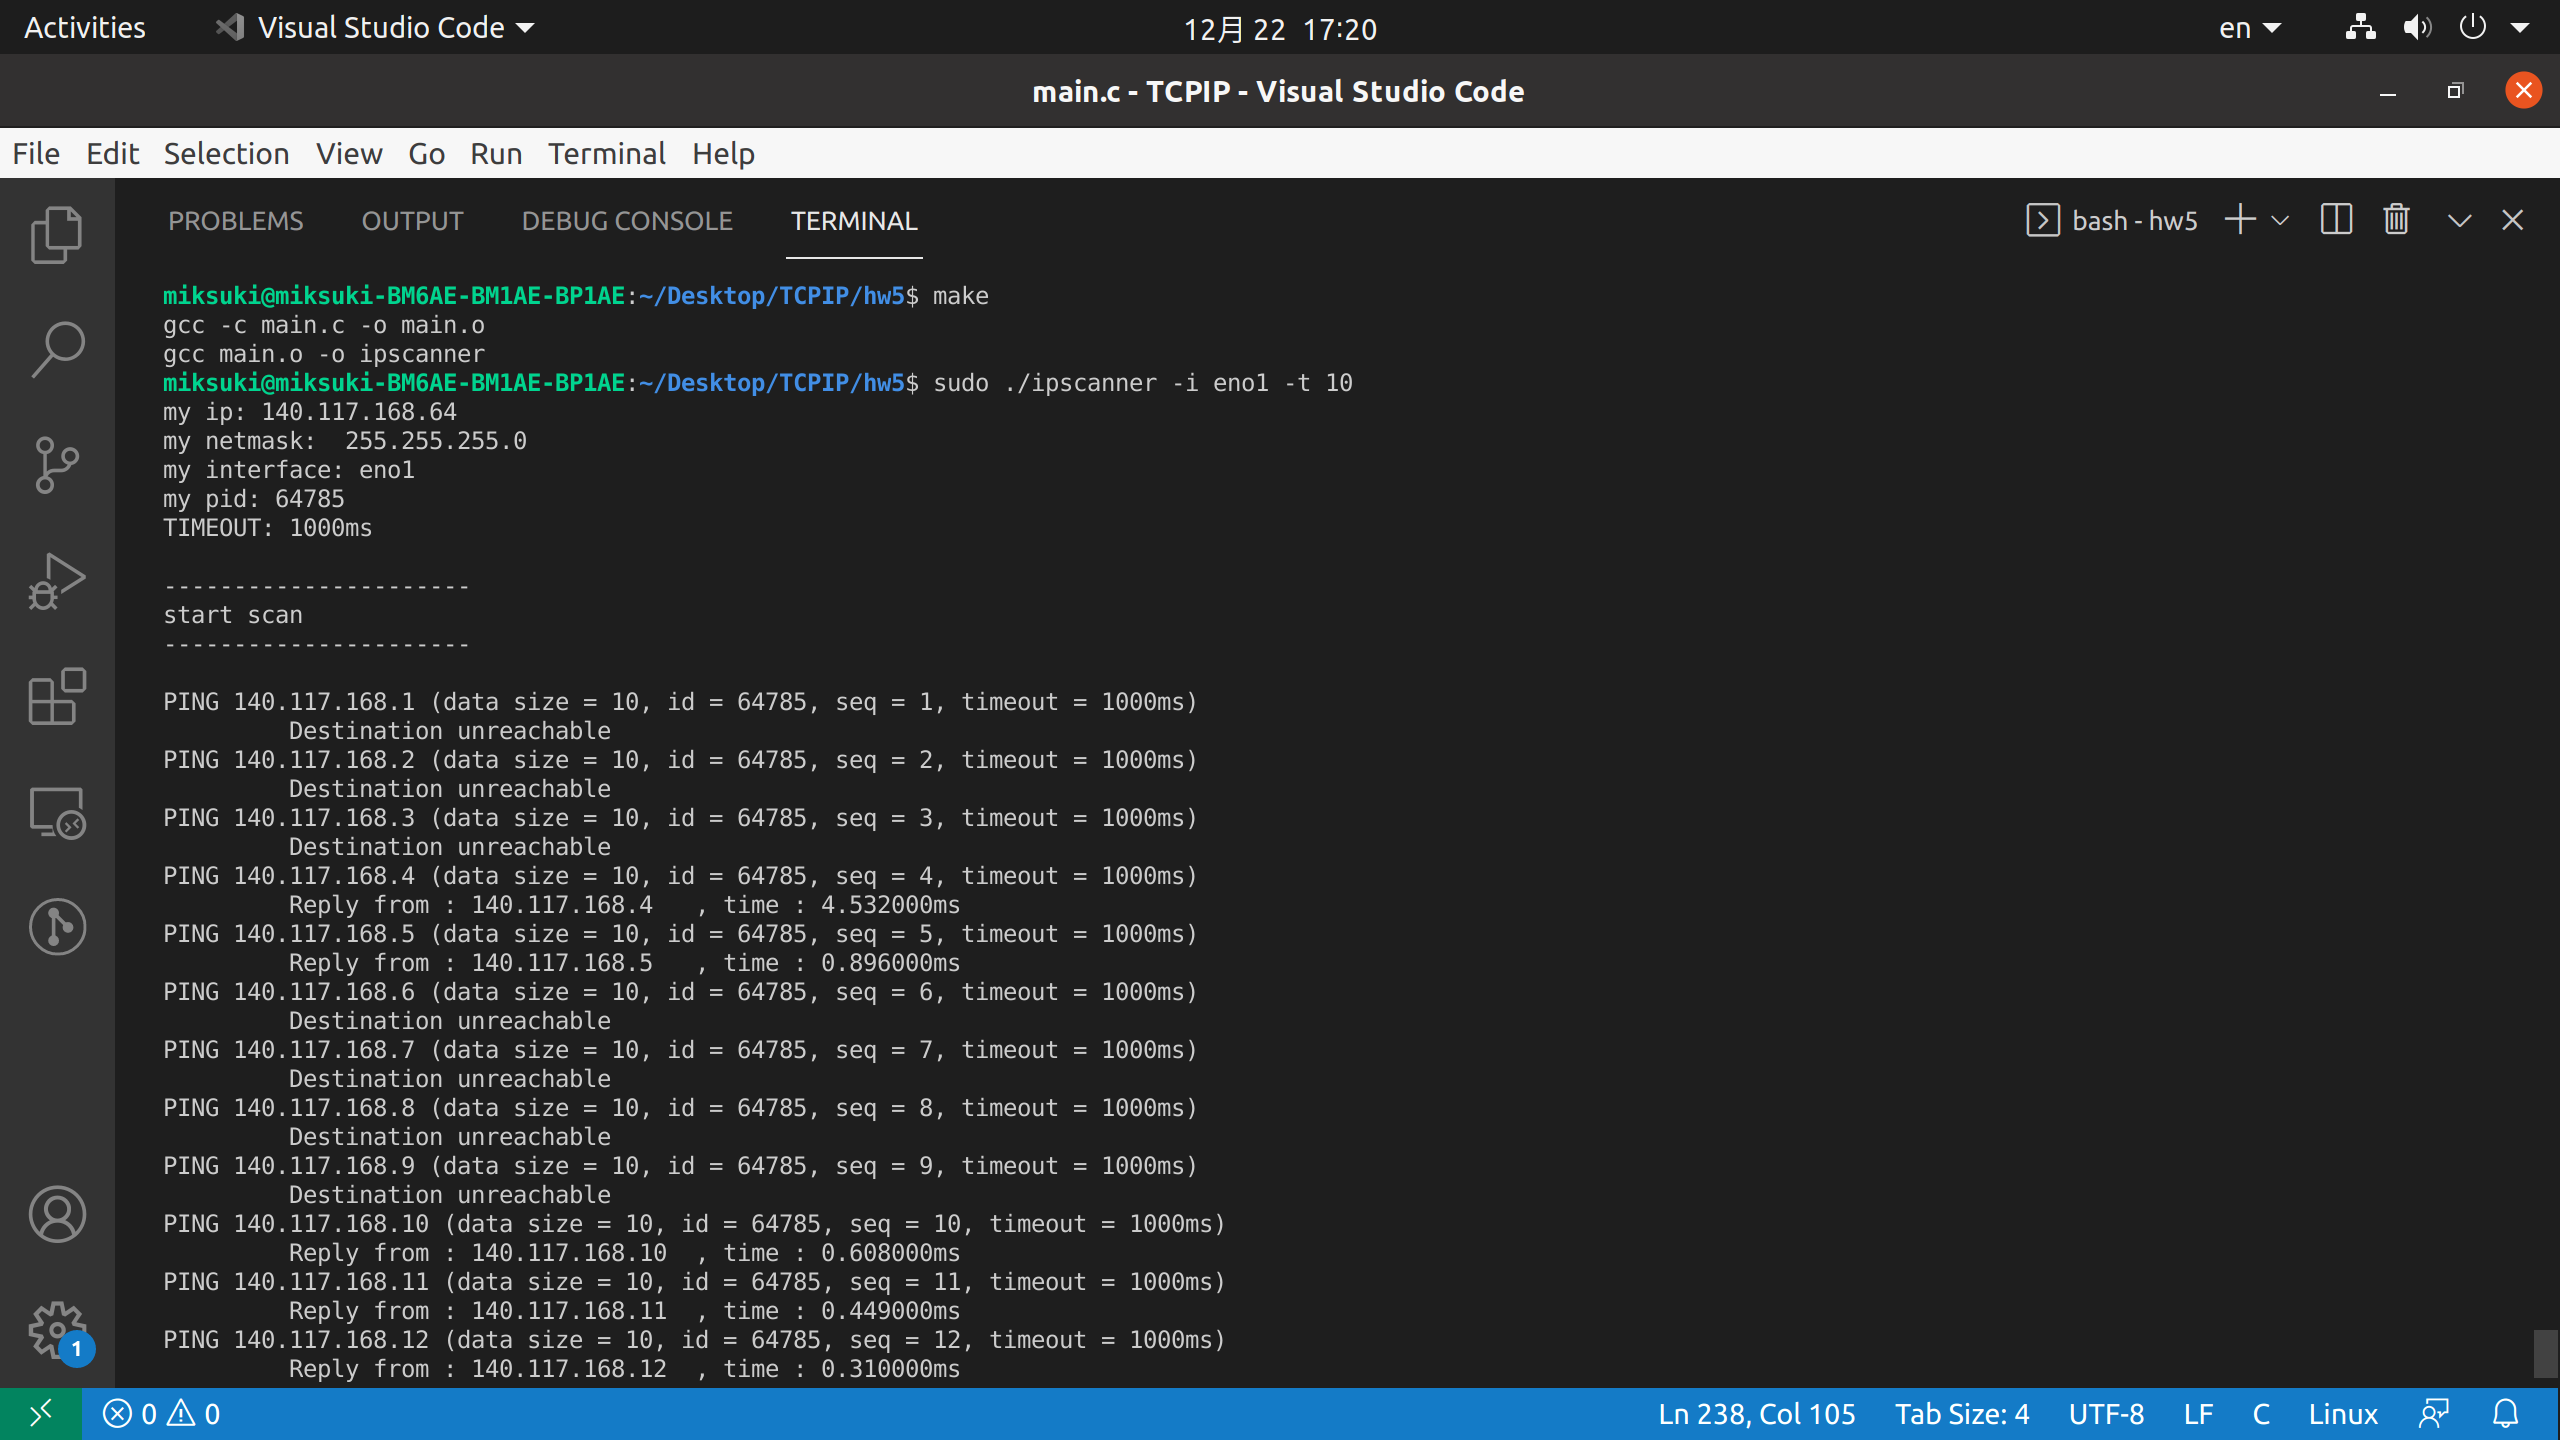 Activities Visual Studio Code 12月 22 17:20 en
main.c - TCPIP - Visual Studio Code
File Edit Selection View Go Run Terminal Help
PROBLEMS OUTPUT DEBUG CONSOLE TERMINAL bash - hw5
miksuki@miksuki-BM6AE-BM1AE-BP1AE:~/Desktop/TCPIP/hw5$ make
gcc -c main.c -o main.o
gcc main.o -o ipscanner
miksuki@miksuki-BM6AE-BM1AE-BP1AE:~/Desktop/TCPIP/hw5$ sudo ./ipscanner -i eno1 -t 10
my ip: 140.117.168.64
my netmask:  255.255.255.0
my interface: eno1
my pid: 64785
TIMEOUT: 1000ms
----------------------
start scan
----------------------
PING 140.117.168.1 (data size = 10, id = 64785, seq = 1, timeout = 1000ms)
Destination unreachable
PING 140.117.168.2 (data size = 10, id = 64785, seq = 2, timeout = 1000ms)
Destination unreachable
PING 140.117.168.3 (data size = 10, id = 64785, seq = 3, timeout = 1000ms)
Destination unreachable
PING 140.117.168.4 (data size = 10, id = 64785, seq = 4, timeout = 1000ms)
Reply from : 140.117.168.4   , time : 4.532000ms
PING 140.117.168.5 (data size = 10, id = 64785, seq = 5, timeout = 1000ms)
Reply from : 140.117.168.5   , time : 0.896000ms
PING 140.117.168.6 (data size = 10, id = 64785, seq = 6, timeout = 1000ms)
Destination unreachable
PING 140.117.168.7 (data size = 10, id = 64785, seq = 7, timeout = 1000ms)
Destination unreachable
PING 140.117.168.8 (data size = 10, id = 64785, seq = 8, timeout = 1000ms)
Destination unreachable
PING 140.117.168.9 (data size = 10, id = 64785, seq = 9, timeout = 1000ms)
Destination unreachable
PING 140.117.168.10 (data size = 10, id = 64785, seq = 10, timeout = 1000ms)
Reply from : 140.117.168.10  , time : 0.608000ms
PING 140.117.168.11 (data size = 10, id = 64785, seq = 11, timeout = 1000ms)
Reply from : 140.117.168.11  , time : 0.449000ms
PING 140.117.168.12 (data size = 10, id = 64785, seq = 12, timeout = 1000ms)
Reply from : 140.117.168.12  , time : 0.310000ms
1
0 0 Ln 238, Col 105 Tab Size: 4 UTF-8 LF C Linux